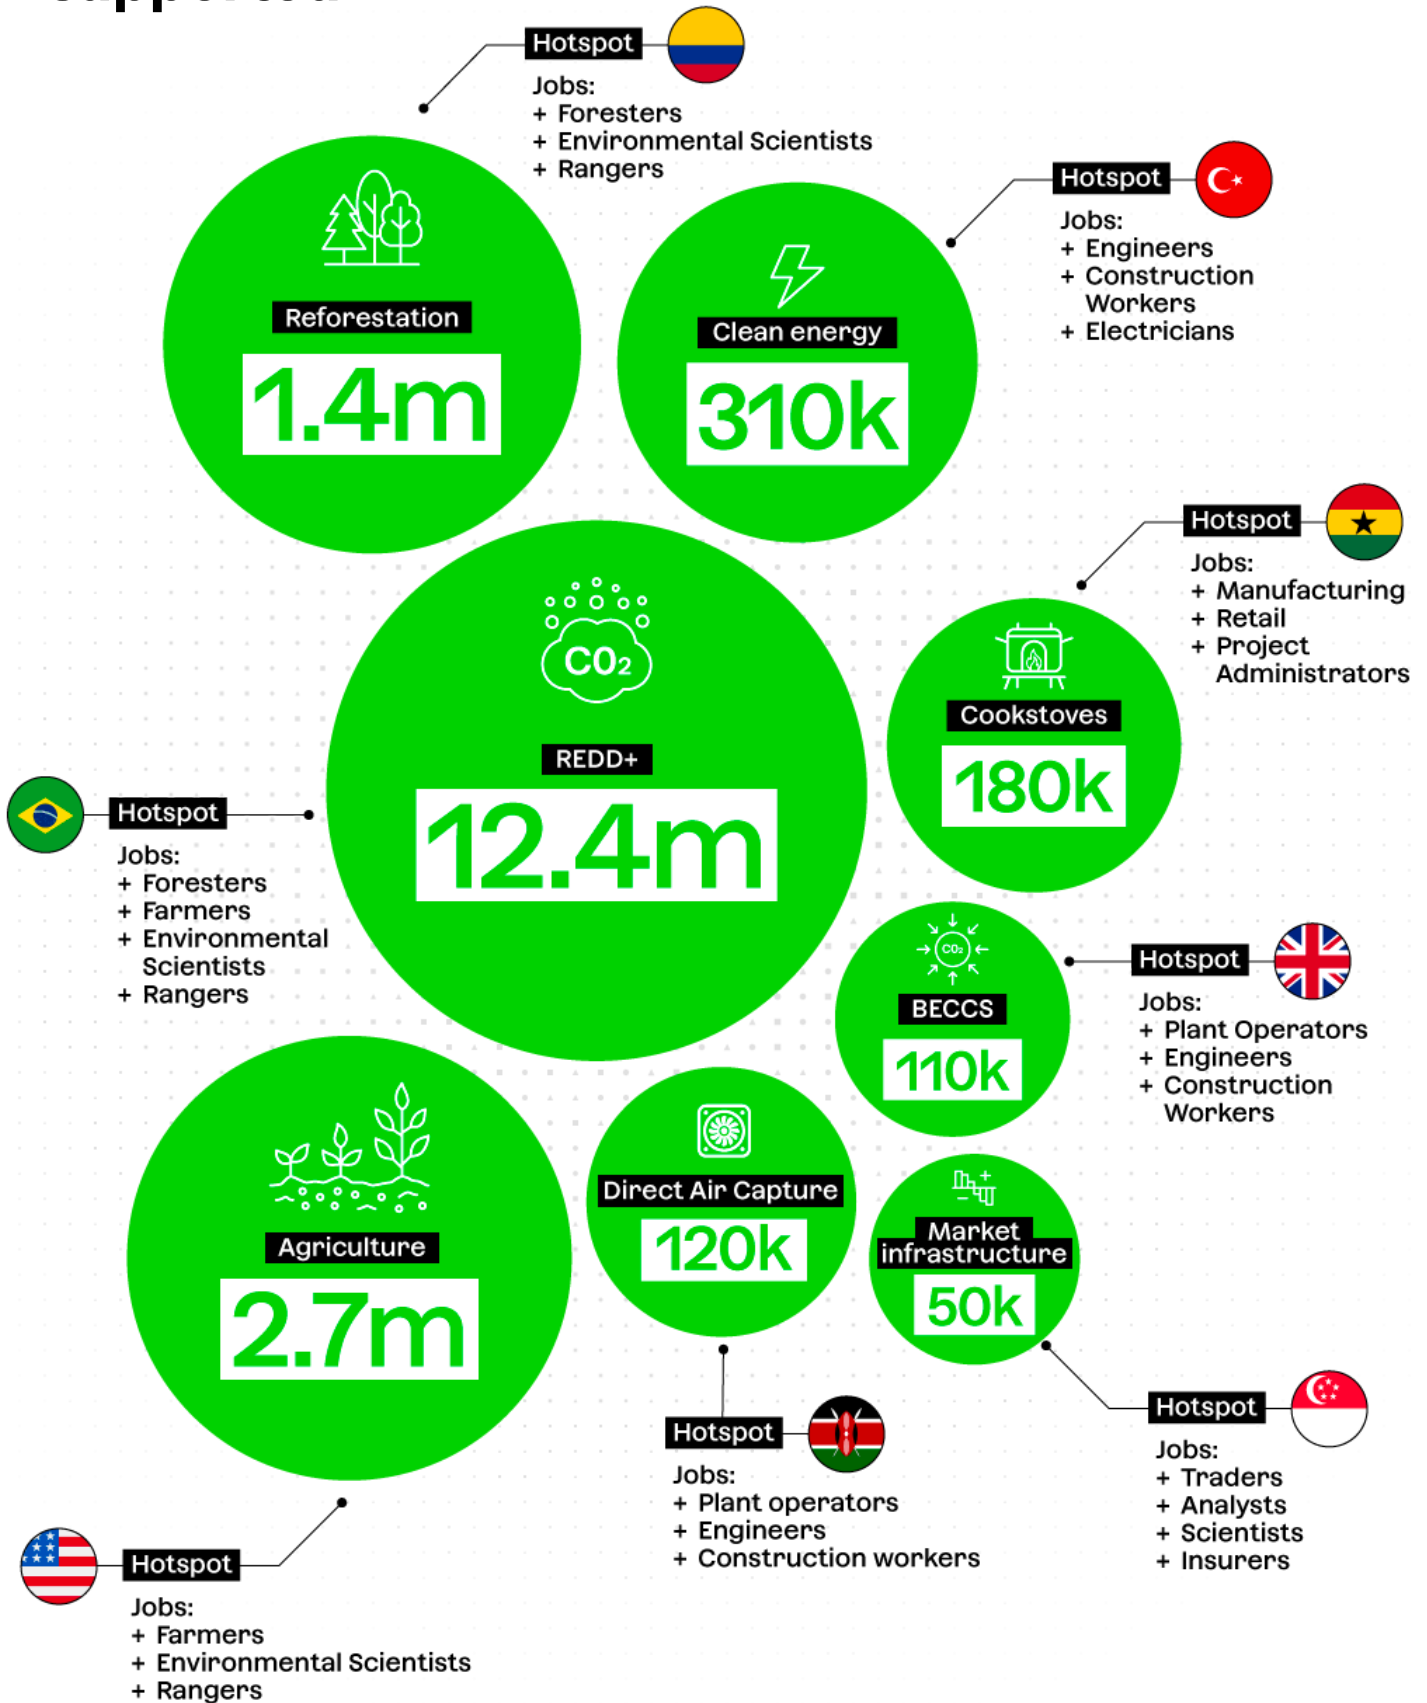 supported
Hotspot
Jobs:
+ Foresters
+ Environmental Scientists
+ Rangers
Reforestation
1.4m
Hotspot
Jobs:
+ Engineers
+ Construction
Workers
+ Electricians
Clean energy
310k
Hotspot
Jobs:
+ Manufacturing
+ Retail
+ Project
Administrators
Cookstoves
180k
C02
REDD+
12.4m
Hotspot
Jobs:
+ Foresters
+ Farmers
+ Environmental
Scientists
+ Rangers
CO2
BECCS
110k
Hotspot
Jobs:
+ Plant Operators
+ Engineers
+ Construction
Workers
Agriculture
2.7m
Direct Air Capture
120k
Market
infrastructure
50k
Hotspot
Jobs:
+ Plant operators
+ Engineers
+ Construction workers
Hotspot
Jobs:
+ Traders
+ Analysts
+ Scientists
+ Insurers
Hotspot
Jobs:
+ Farmers
+ Environmental Scientists
+ Rangers